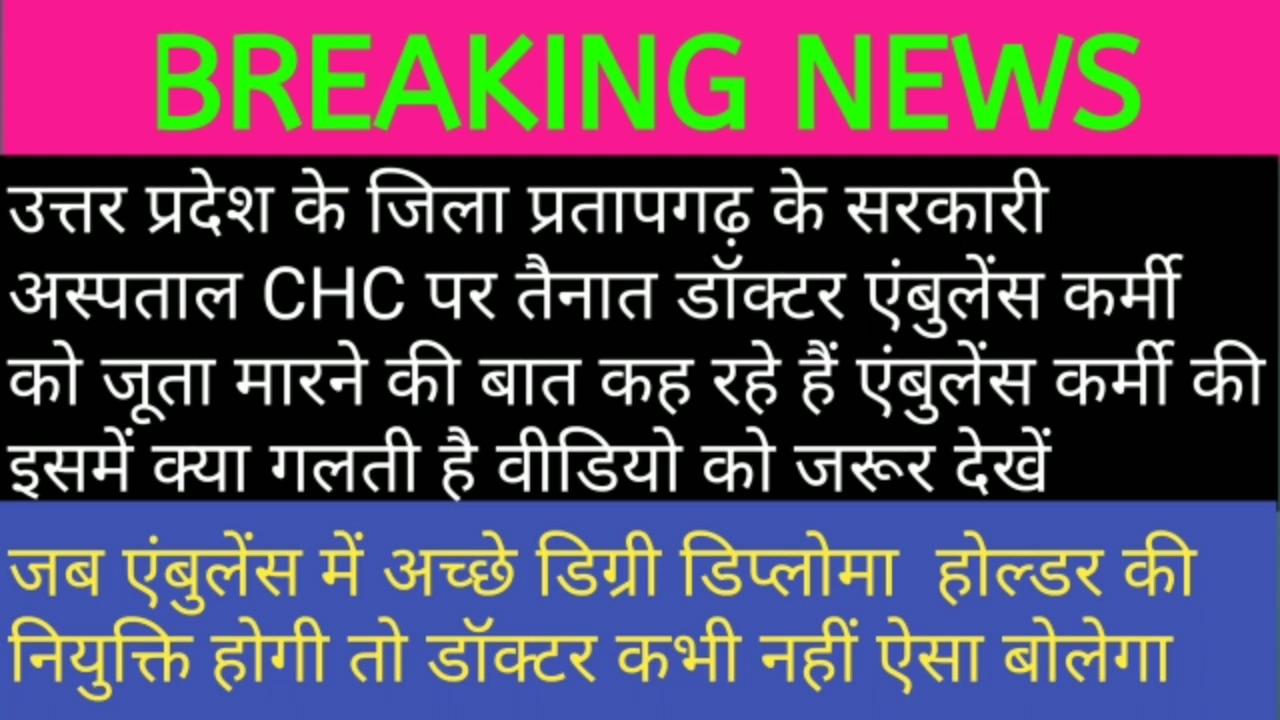 BREAKING NEWS
उत्तर प्रदेश के जिला प्रतापगढ़ के सरकारी
अस्पताल CHC पर तैनात डॉक्टर एंबुलेंस कर्मी
को जूता मारने की बात कह रहे हैं एंबुलेंस कर्मी की
इसमें क्या गलती है वीडियो को जरूर देखें
जब एंबुलेंस में अच्छे डिग्री डिप्लोमा होल्डर की
नियुक्ति होगी तो डॉक्टर कभी नहीं ऐसा बोलेगा